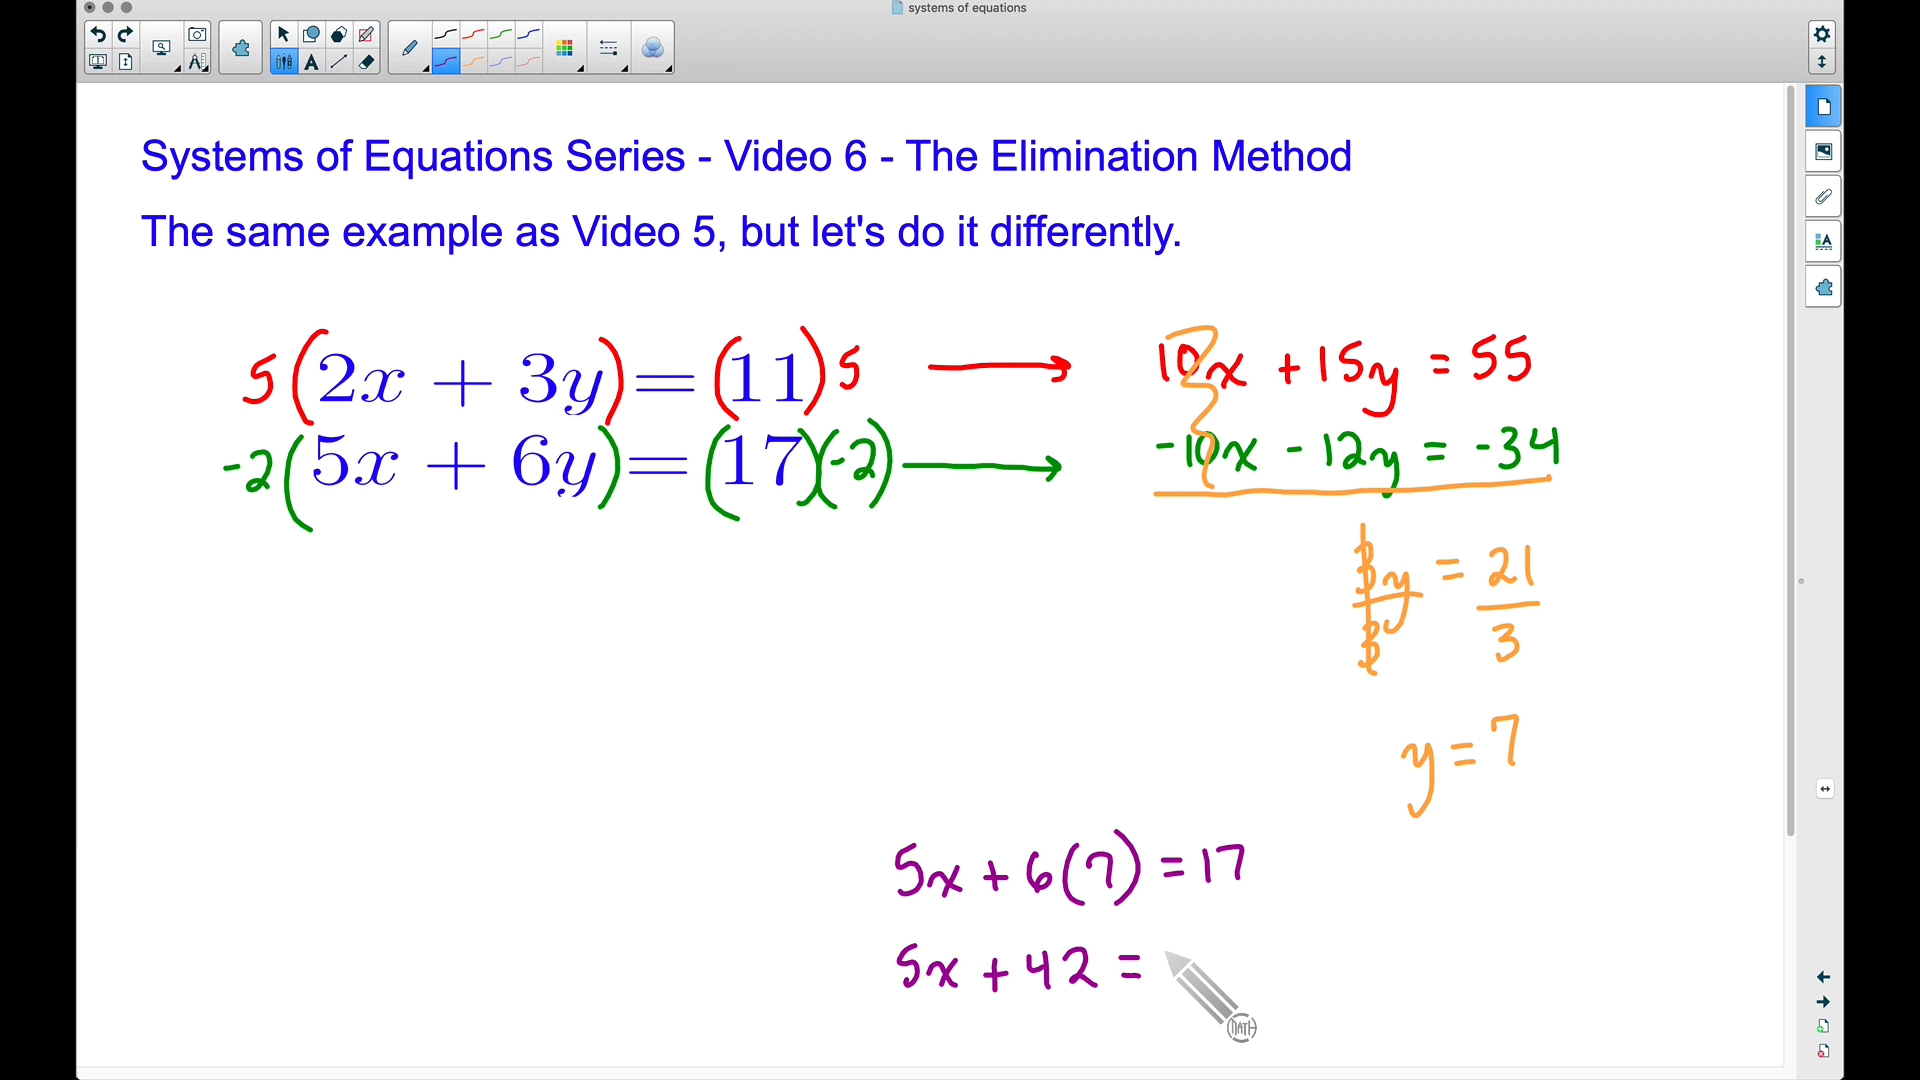 systems of equations
Systems of Equations Series - Video 6 - The Elimination Method
The same example as Video 5, but let's do it differently.
5(2x + 3y) = (11)5 → 10x + 15y = 55
-2(5x + 6y) = (17)(-2) → -10x - 12y = -34
3y = 21
3 3
y = 7
5x + 6(7) = 17
5x + 42 =
MATH